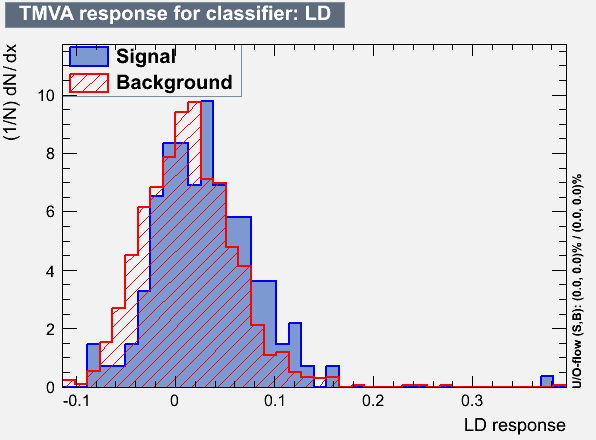 TMVA response for classifier: LD
Signal
Background
(1/N) dN / dx
10
8
6
4
2
0
-0.1 0 0.1 0.2 0.3
LD response
U/O-flow (S,B): (0.0, 0.0)% / (0.0, 0.0)%